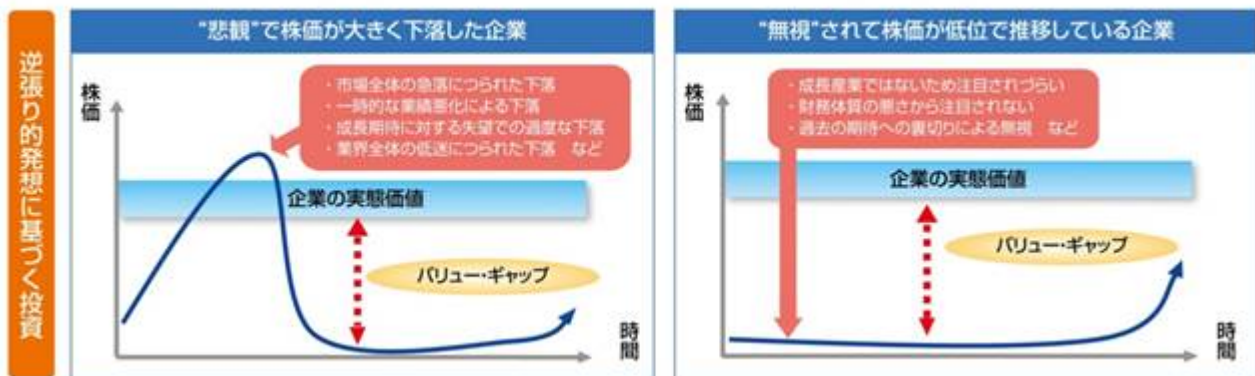 逆張り的発想に基づく投資
“悲観”で株価が大きく下落した企業
株価
・市場全体の急落につられた下落
・一時的な業績悪化による下落
・成長期待に対する失望での過度な下落
・業界全体の低迷につられた下落　など
企業の実態価値
バリュー・ギャップ
時間
“無視”されて株価が低位で推移している企業
株価
・成長産業ではないため注目されづらい
・財務体質の悪さから注目されない
・過去の期待への裏切りによる無視　など
企業の実態価値
バリュー・ギャップ
時間